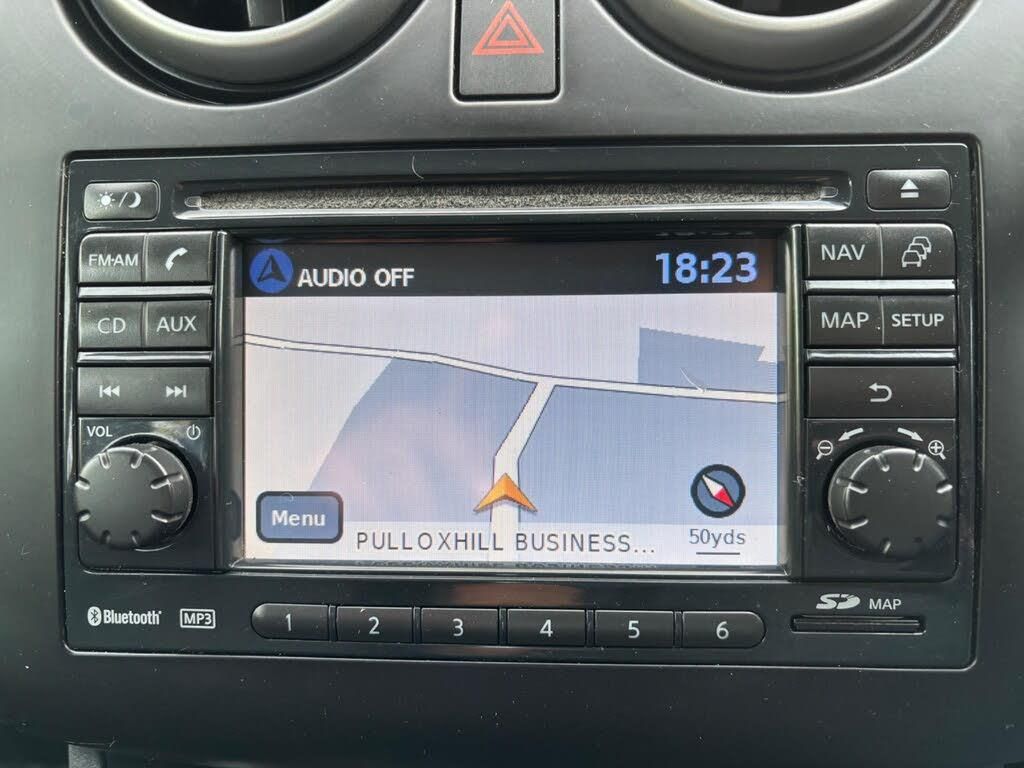 FM·AM
CD
AUX
VOL
AUDIO OFF
18:23
Menu
PULLOXHILL BUSINESS...
50yds
NAV
MAP
SETUP
Bluetooth
MP3
1
2
3
4
5
6
SD
MAP